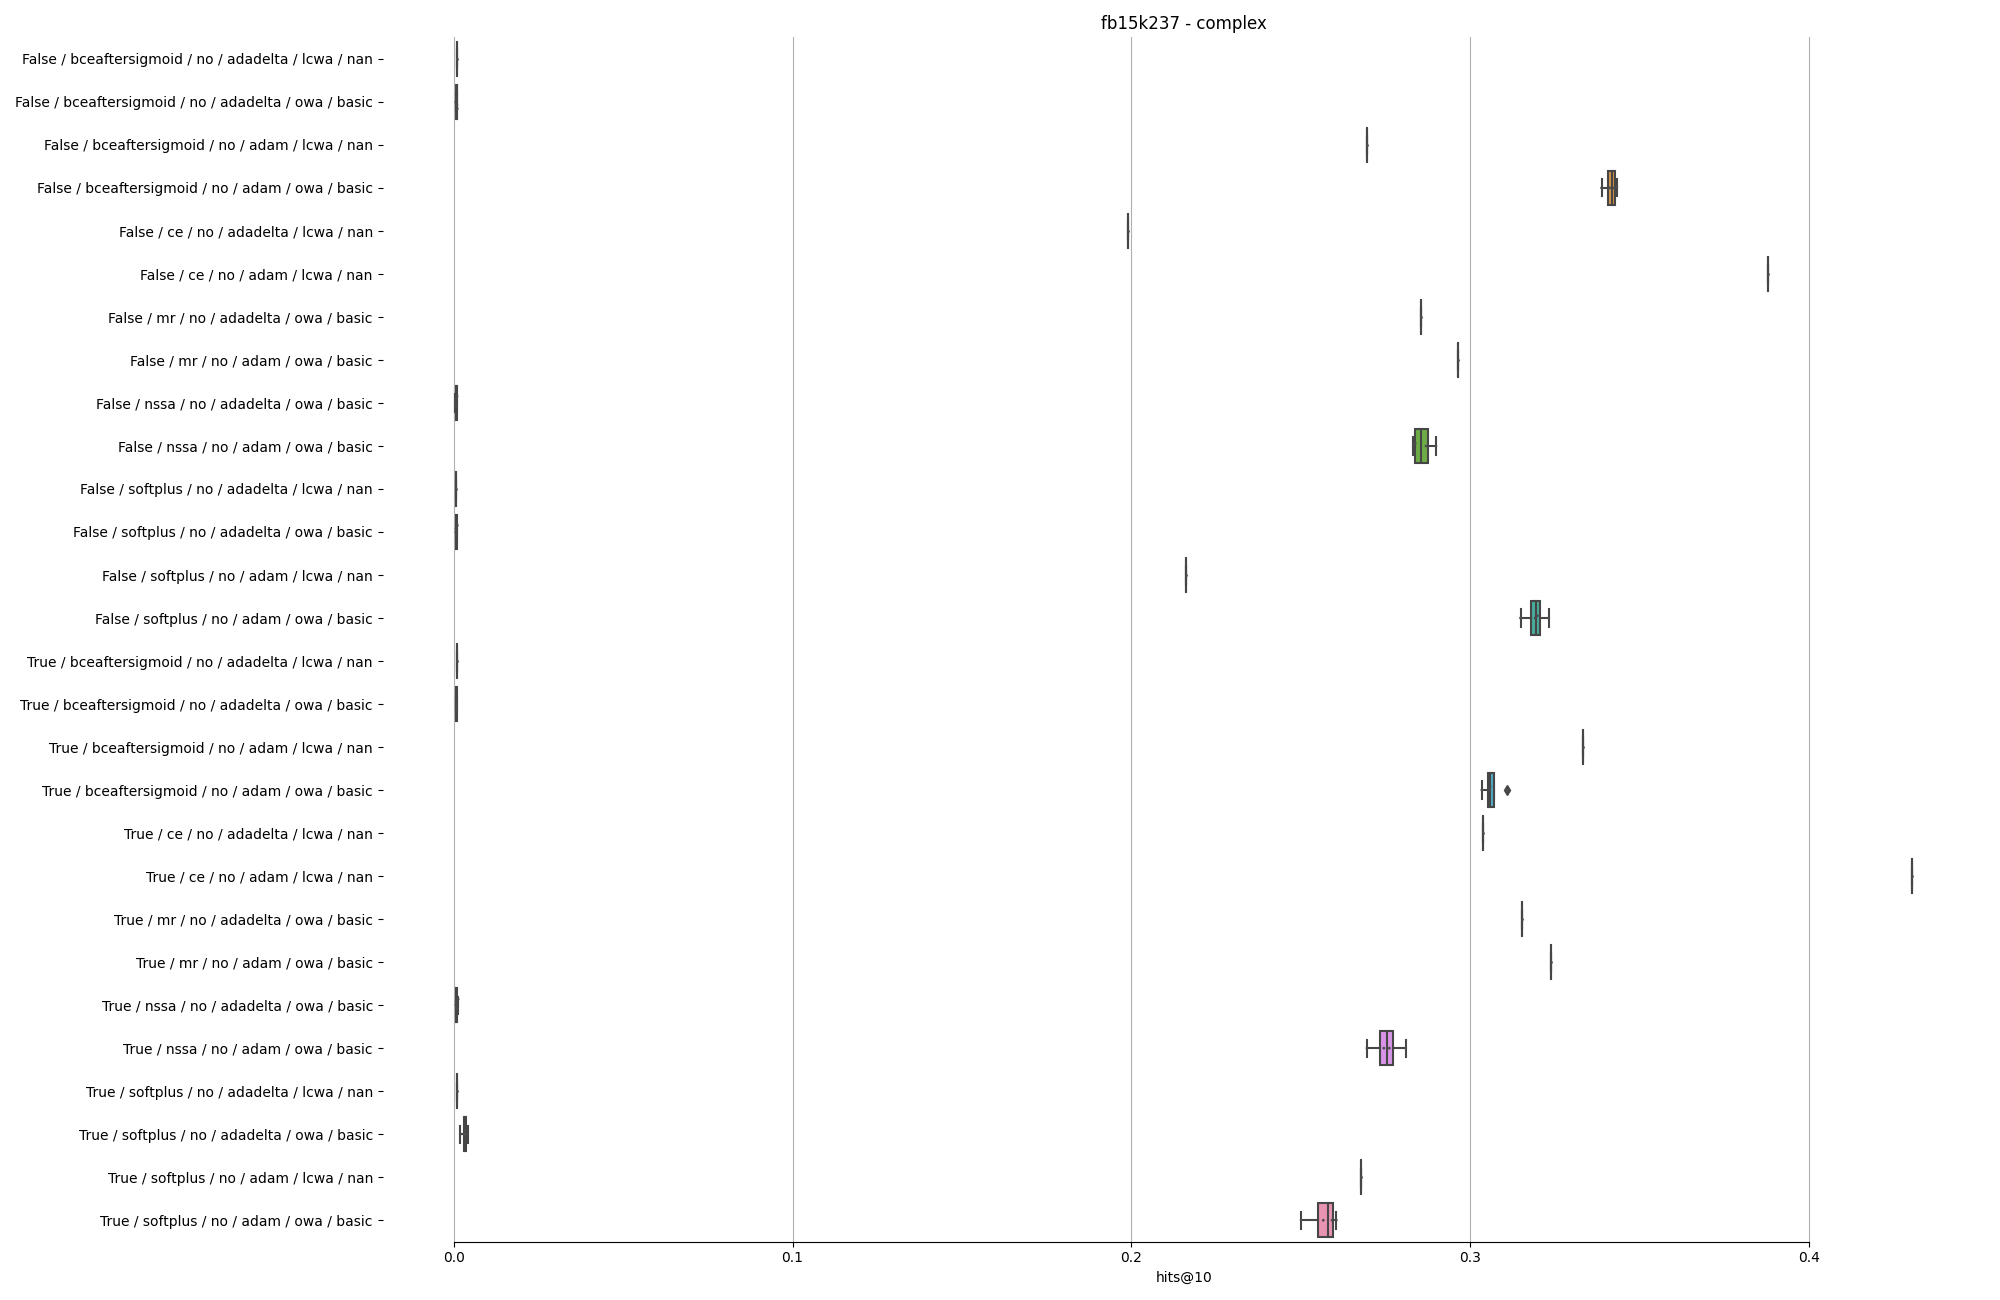 fb15k237 - complex
False / bceaftersigmoid / no / adadelta / lcwa / nan
False / bceaftersigmoid / no / adadelta / owa / basic
False / bceaftersigmoid / no / adam / lcwa / nan
False / bceaftersigmoid / no / adam / owa / basic
False / ce / no / adadelta / lcwa / nan
False / ce / no / adam / lcwa / nan
False / mr / no / adadelta / owa / basic
False / mr / no / adam / owa / basic
False / nssa / no / adadelta / owa / basic
False / nssa / no / adam / owa / basic
False / softplus / no / adadelta / lcwa / nan
False / softplus / no / adadelta / owa / basic
False / softplus / no / adam / lcwa / nan
False / softplus / no / adam / owa / basic
True / bceaftersigmoid / no / adadelta / lcwa / nan
True / bceaftersigmoid / no / adadelta / owa / basic
True / bceaftersigmoid / no / adam / lcwa / nan
True / bceaftersigmoid / no / adam / owa / basic
True / ce / no / adadelta / lcwa / nan
True / ce / no / adam / lcwa / nan
True / mr / no / adadelta / owa / basic
True / mr / no / adam / owa / basic
True / nssa / no / adadelta / owa / basic
True / nssa / no / adam / owa / basic
True / softplus / no / adadelta / lcwa / nan
True / softplus / no / adadelta / owa / basic
True / softplus / no / adam / lcwa / nan
True / softplus / no / adam / owa / basic
0.0 0.1 0.2 0.3 0.4
hits@10